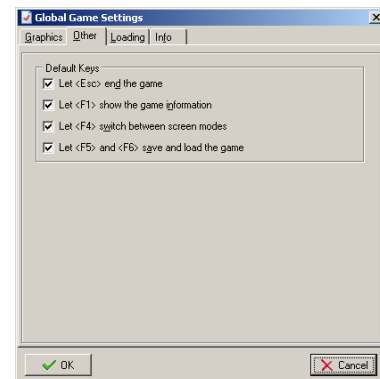 Global Game Settings
Graphics Other Loading Info
Default Keys
Let <Esc> end the game
Let <F1> show the game information
Let <F4> switch between screen modes
Let <F5> and <F6> save and load the game
OK Cancel